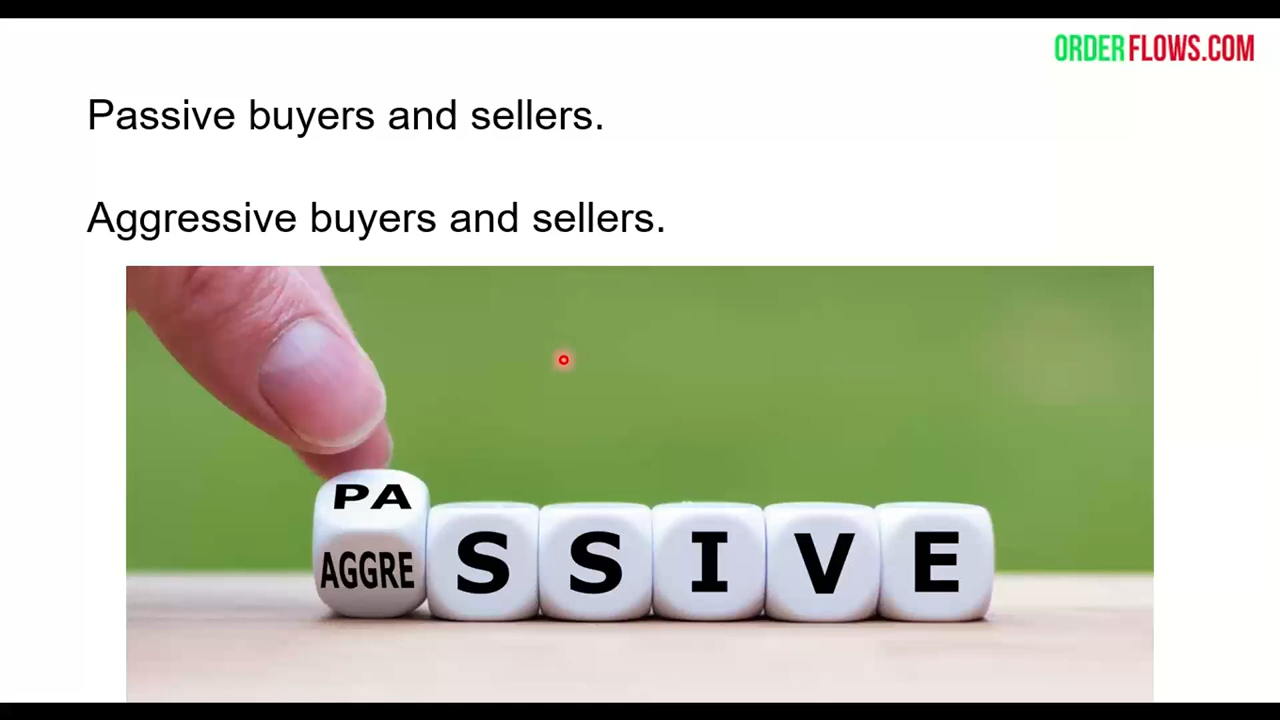 ORDERFLOWS.COM
Passive buyers and sellers.
Aggressive buyers and sellers.
PA
AGGRE S S I V E